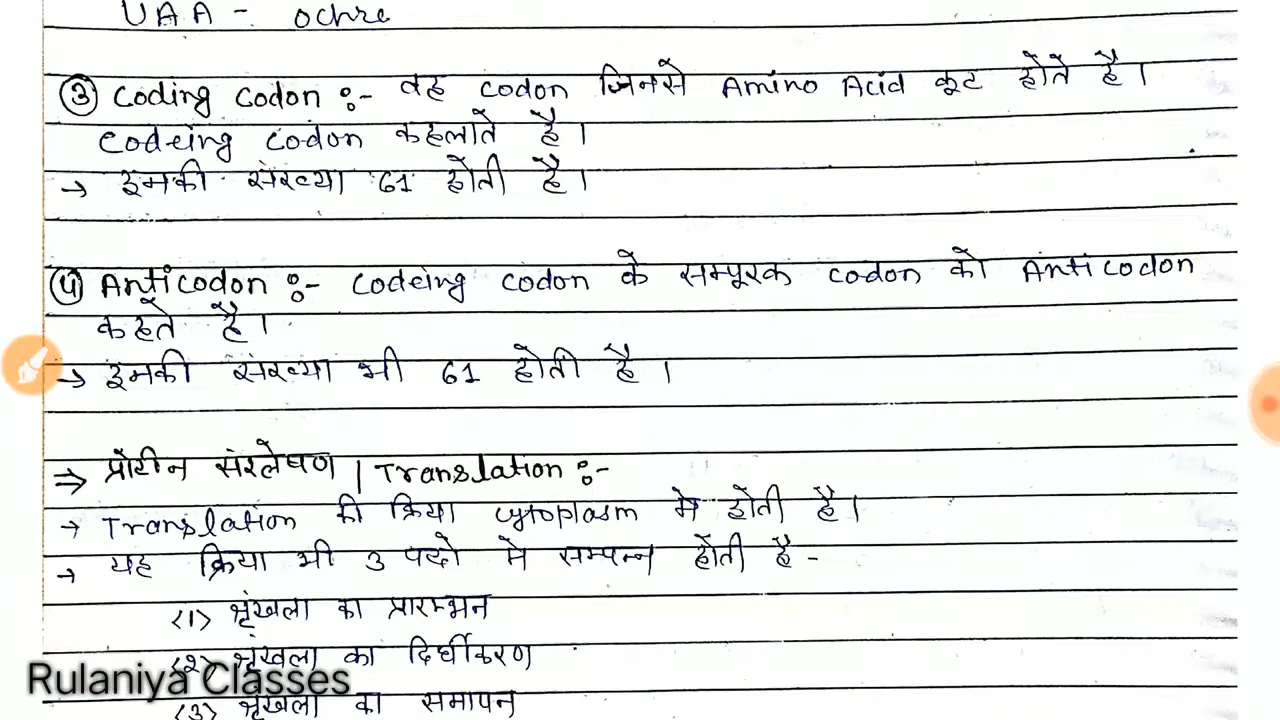 UAA - ochre
③ Coding Codon :- वह codon जिनसे Amino Acid कूट होते है।
Codeing codon कहलाते है।
→ इनकी संख्या 61 होती है।
④ Anticodon :- Codeing codon के सम्पूरक codon को Anticodon
कहते है।
→ इनकी संख्या भी 61 होती है।
⇒ प्रोटीन संश्लेषण | Translation :-
→ Translation की क्रिया cytoplasm मे होती है।
→ यह क्रिया भी 3 पदो मे सम्पन्न होती है -
(1) श्रृंखला का प्रारम्भन
(2) श्रृंखला का दिर्घीकरण
(3) श्रृंखला का समापन
Rulaniya Classes